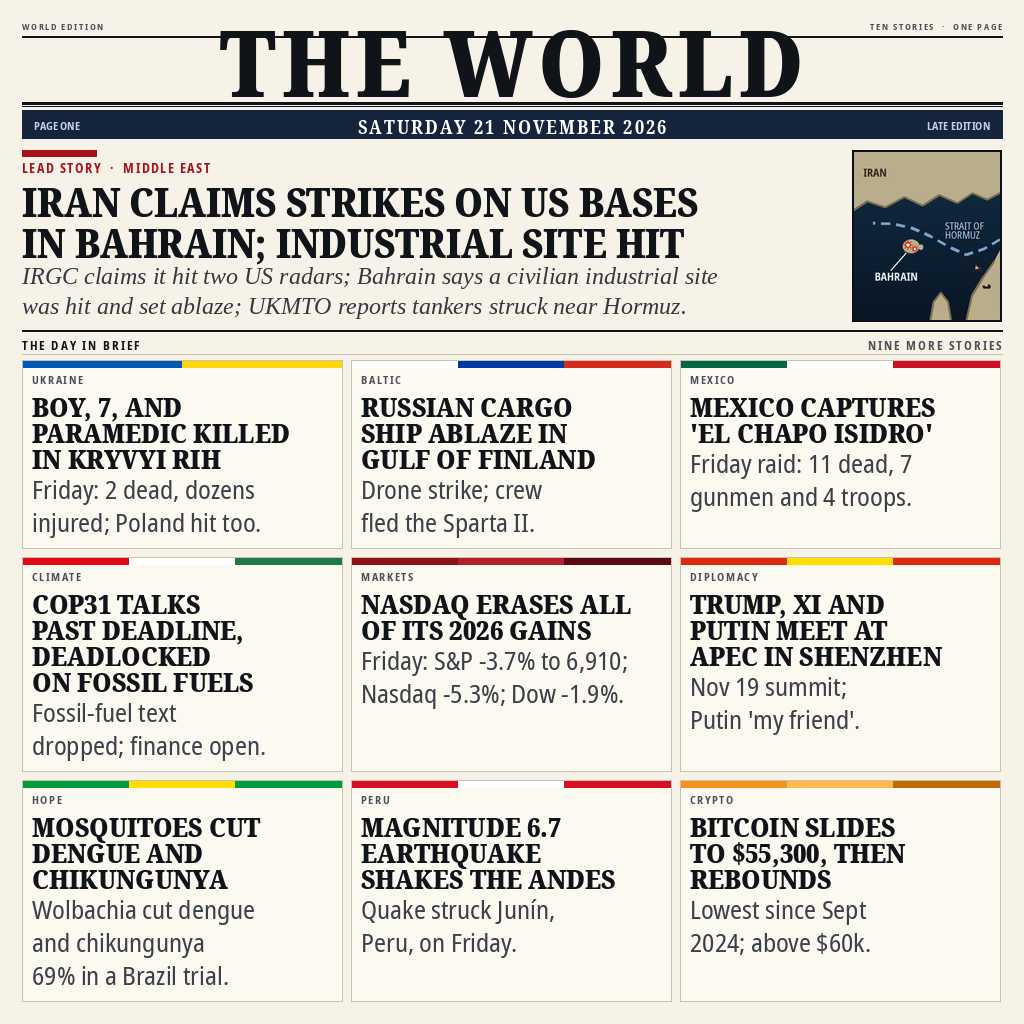 WORLD EDITION
TEN STORIES · ONE PAGE
THE WORLD
PAGE ONE
SATURDAY 21 NOVEMBER 2026
LATE EDITION
LEAD STORY · MIDDLE EAST
IRAN CLAIMS STRIKES ON US BASES
IN BAHRAIN; INDUSTRIAL SITE HIT
IRGC claims it hit two US radars; Bahrain says a civilian industrial site
was hit and set ablaze; UKMTO reports tankers struck near Hormuz.
IRAN
STRAIT OF
HORMUZ
BAHRAIN
THE DAY IN BRIEF
NINE MORE STORIES
UKRAINE
BOY, 7, AND
PARAMEDIC KILLED
IN KRYVYI RIH
Friday: 2 dead, dozens
injured; Poland hit too.
BALTIC
RUSSIAN CARGO
SHIP ABLAZE IN
GULF OF FINLAND
Drone strike; crew
fled the Sparta II.
MEXICO
MEXICO CAPTURES
'EL CHAPO ISIDRO'
Friday raid: 11 dead, 7
gunmen and 4 troops.
CLIMATE
COP31 TALKS
PAST DEADLINE,
DEADLOCKED
ON FOSSIL FUELS
Fossil-fuel text
dropped; finance open.
MARKETS
NASDAQ ERASES ALL
OF ITS 2026 GAINS
Friday: S&P -3.7% to 6,910;
Nasdaq -5.3%; Dow -1.9%.
DIPLOMACY
TRUMP, XI AND
PUTIN MEET AT
APEC IN SHENZHEN
Nov 19 summit;
Putin 'my friend'.
HOPE
MOSQUITOES CUT
DENGUE AND
CHIKUNGUNYA
Wolbachia cut dengue
and chikungunya
69% in a Brazil trial.
PERU
MAGNITUDE 6.7
EARTHQUAKE
SHAKES THE ANDES
Quake struck Junín,
Peru, on Friday.
CRYPTO
BITCOIN SLIDES
TO $55,300, THEN
REBOUNDS
Lowest since Sept
2024; above $60k.